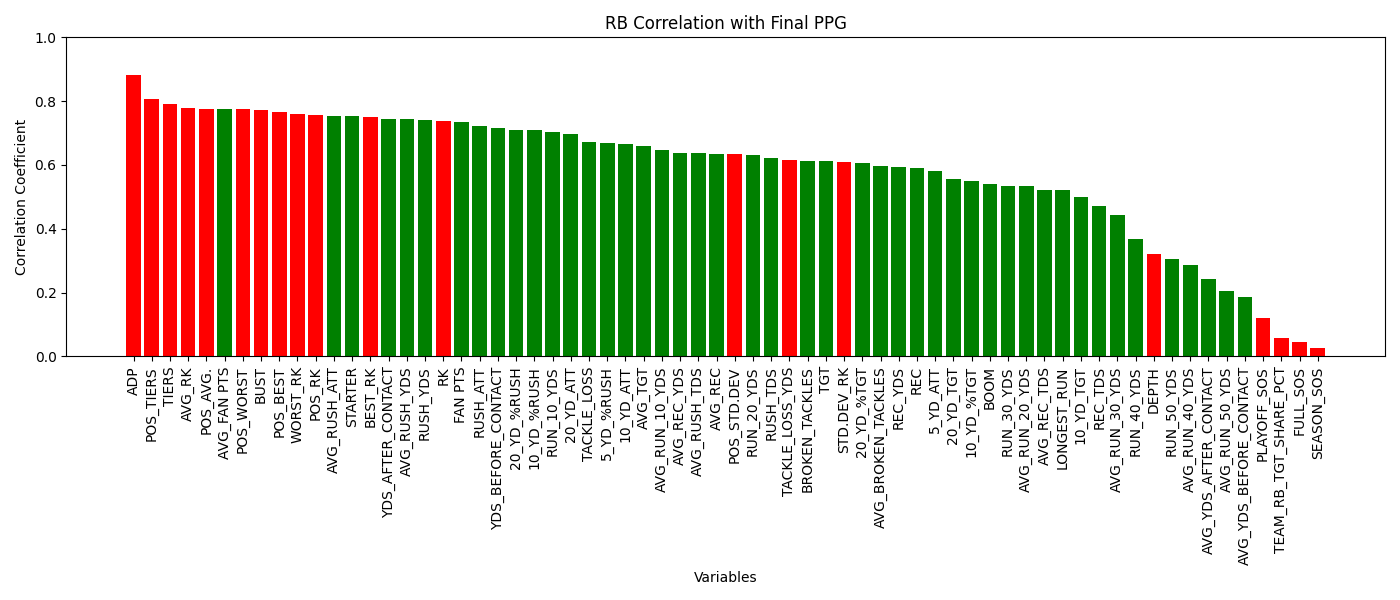 RB Correlation with Final PPG
Correlation Coefficient
1.0
0.8
0.6
0.4
0.2
0.0
ADP
POS_TIERS
TIERS
AVG_RK
POS_AVG.
AVG_FAN PTS
POS_WORST
BUST
POS_BEST
WORST_RK
POS_RK
AVG_RUSH_ATT
STARTER
BEST_RK
YDS_AFTER_CONTACT
AVG_RUSH_YDS
RUSH_YDS
RK
FAN PTS
RUSH_ATT
YDS_BEFORE_CONTACT
20_YD_%RUSH
10_YD_%RUSH
RUN_10_YDS
20_YD_ATT
TACKLE_LOSS
5_YD_%RUSH
10_YD_ATT
AVG_TGT
AVG_RUN_10_YDS
AVG_REC_YDS
AVG_RUSH_TDS
AVG_REC
POS_STD.DEV
RUN_20_YDS
RUSH_TDS
TACKLE_LOSS_YDS
BROKEN_TACKLES
TGT
STD.DEV_RK
20_YD_%TGT
AVG_BROKEN_TACKLES
REC_YDS
REC
5_YD_ATT
20_YD_TGT
10_YD_%TGT
BOOM
RUN_30_YDS
AVG_RUN_20_YDS
AVG_REC_TDS
LONGEST_RUN
10_YD_TGT
REC_TDS
AVG_RUN_30_YDS
RUN_40_YDS
DEPTH
RUN_50_YDS
AVG_RUN_40_YDS
AVG_YDS_AFTER_CONTACT
AVG_RUN_50_YDS
AVG_YDS_BEFORE_CONTACT
PLAYOFF_SOS
TEAM_RB_TGT_SHARE_PCT
FULL_SOS
SEASON_SOS
Variables